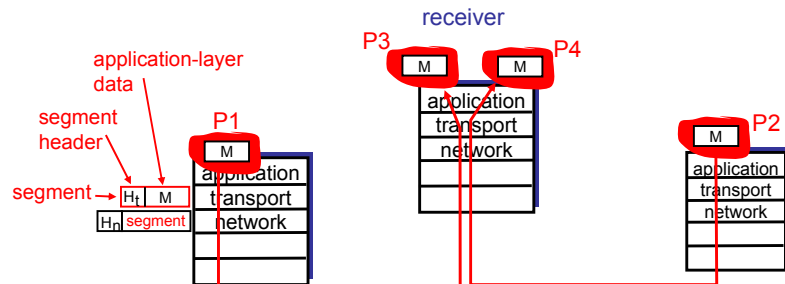 receiver
P3
P4
M
M
application-layer
data
segment
header
segment
P1
M
P2
M
application
transport
network
application
transport
network
application
transport
network
Ht M
Hn segment